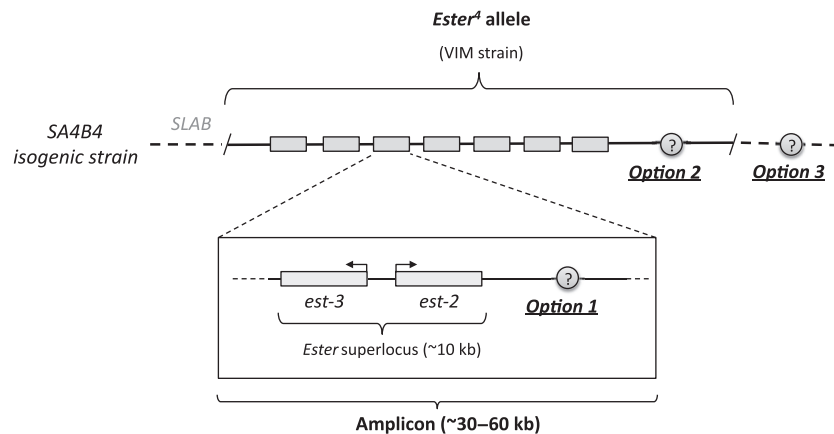 Ester⁴ allele
(VIM strain)
SLAB
SA4B4
isogenic strain
?
?
Option 2
Option 3
?
est-3
est-2
Option 1
Ester superlocus (~10 kb)
Amplicon (~30–60 kb)